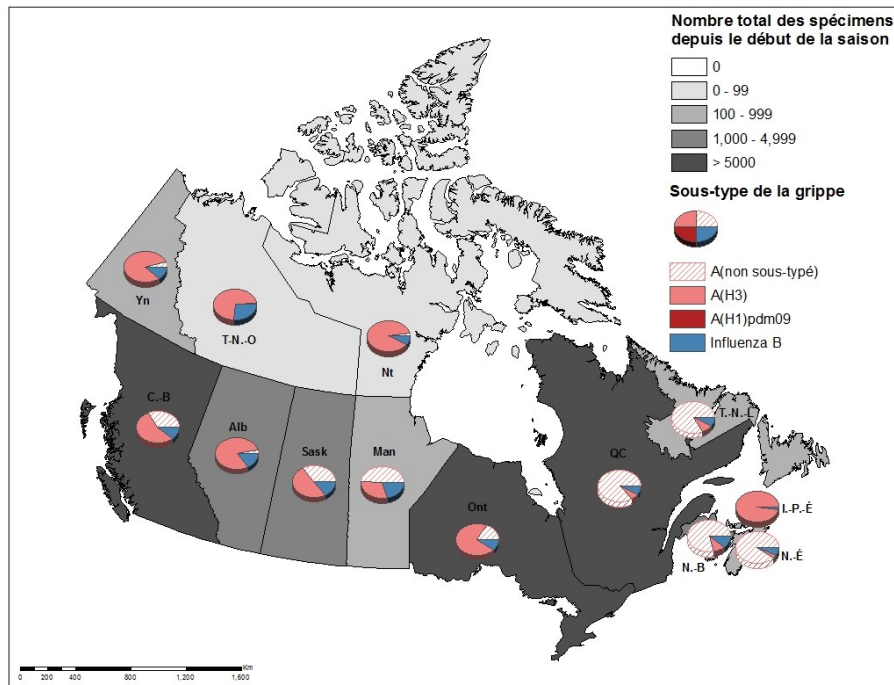 Nombre total des spécimens
depuis le début de la saison
0
0 - 99
100 - 999
1,000 - 4,999
> 5000
Sous-type de la grippe
A(non sous-typé)
A(H3)
A(H1)pdm09
Influenza B
Yn
T-N.-O
Nt
C.-B
Alb
Sask
Man
Ont
QC
T.-N.-L
I.-P.-É
N.-B
N.-É
Km
0 200 400 800 1,200 1,600